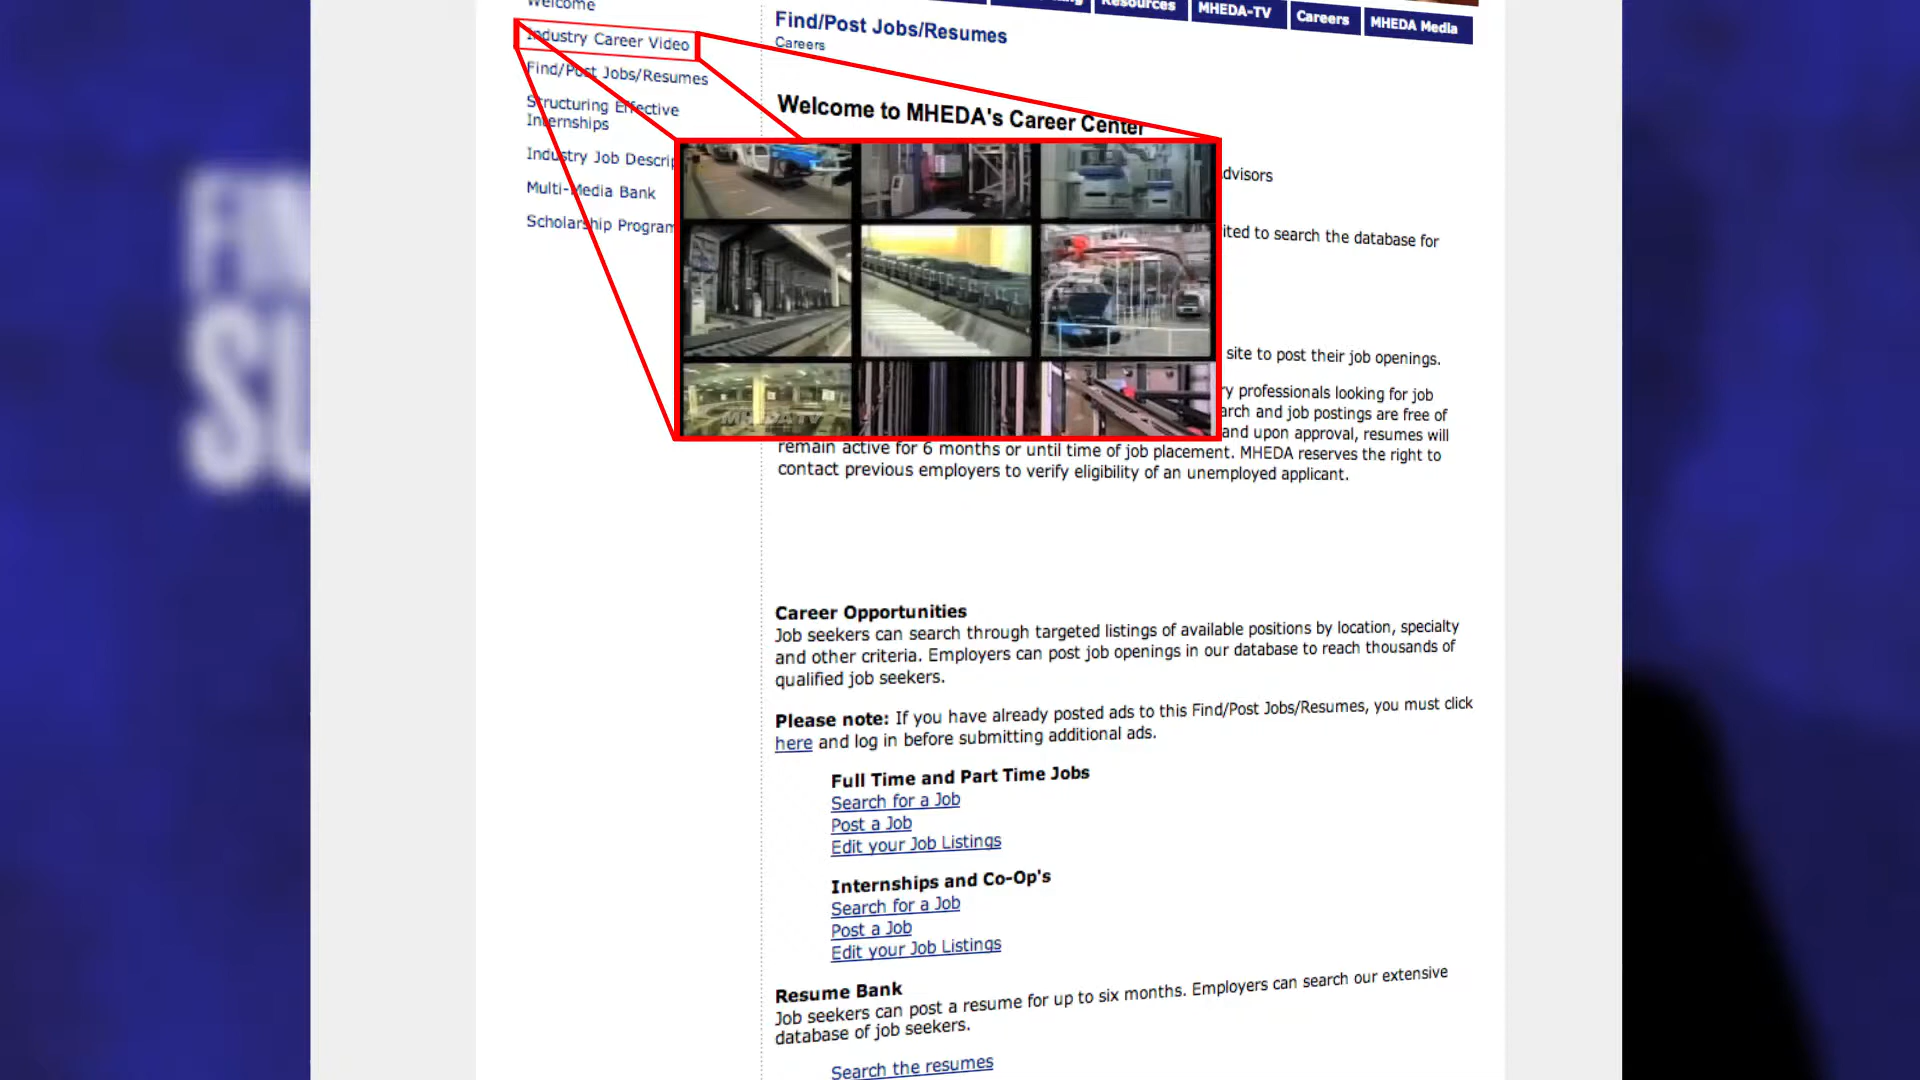 Welcome
Industry Career Video
Find/Post Jobs/Resumes
Structuring Effective
Internships
Industry Job
Multi-Media Bank
Scholarship Program
Resources
MHEDA-TV
Careers
MHEDA Media
Find/Post Jobs/Resumes
Careers
Welcome to MHEDA's Career Center
site to post their job openings.
professionals looking for job
and job postings are free of
and upon approval, resumes will
remain active for 6 months or until time of job placement. MHEDA reserves the right to
contact previous employers to verify eligibility of an unemployed applicant.
to search the database for
MHEDA TV
Career Opportunities
Job seekers can search through targeted listings of available positions by location, specialty
and other criteria. Employers can post job openings in our database to reach thousands of
qualified job seekers.
Please note: If you have already posted ads to this Find/Post Jobs/Resumes, you must click
here and log in before submitting additional ads.
Full Time and Part Time Jobs
Search for a Job
Post a Job
Edit your Job Listings
Internships and Co-Op's
Search for a Job
Post a Job
Edit your Job Listings
Resume Bank
Job seekers can post a resume for up to six months. Employers can search our extensive
database of job seekers.
Search the resumes